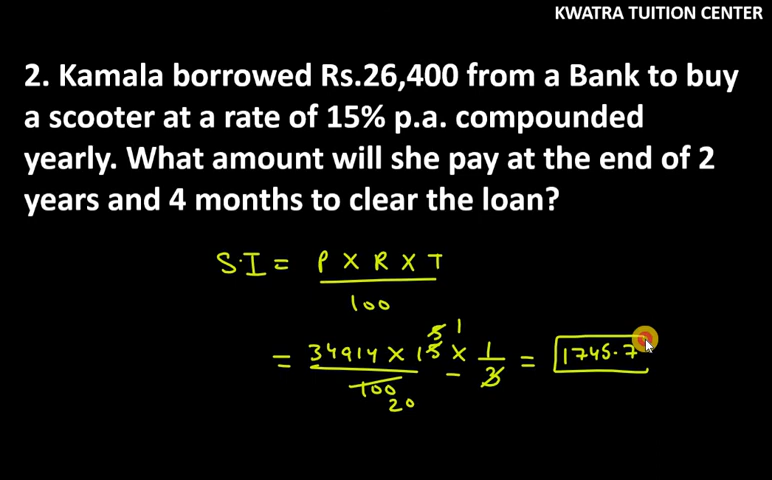 KWATRA TUITION CENTER
2. Kamala borrowed Rs.26,400 from a Bank to buy
a scooter at a rate of 15% p.a. compounded
yearly. What amount will she pay at the end of 2
years and 4 months to clear the loan?
S.I = P X R X T
100
5 1
= 34914 X 15 X 1 = 1745.7
100 3
20